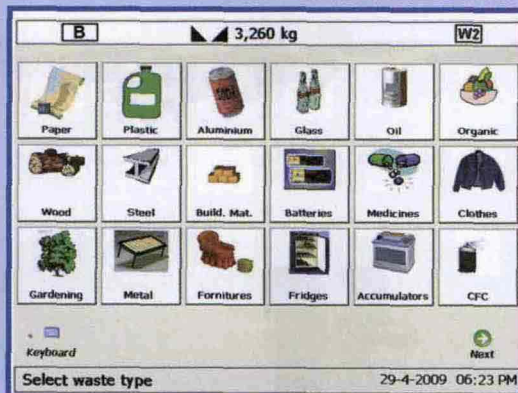 B 3,260 kg W2
Paper Plastic Aluminium Glass Oil Organic
Wood Steel Build. Mat. Batteries Medicines Clothes
Gardening Metal Fornitures Fridges Accumulators CFC
Keyboard Next
Select waste type 29-4-2009 06:23 PM